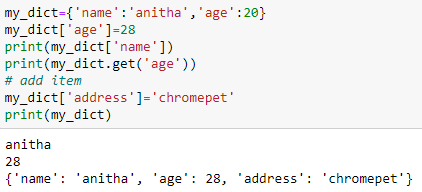 my_dict={'name':'anitha','age':20}
my_dict['age']=28
print(my_dict['name'])
print(my_dict.get('age'))
# add item
my_dict['address']='chromepet'
print(my_dict)
anitha
28
{'name': 'anitha', 'age': 28, 'address': 'chromepet'}